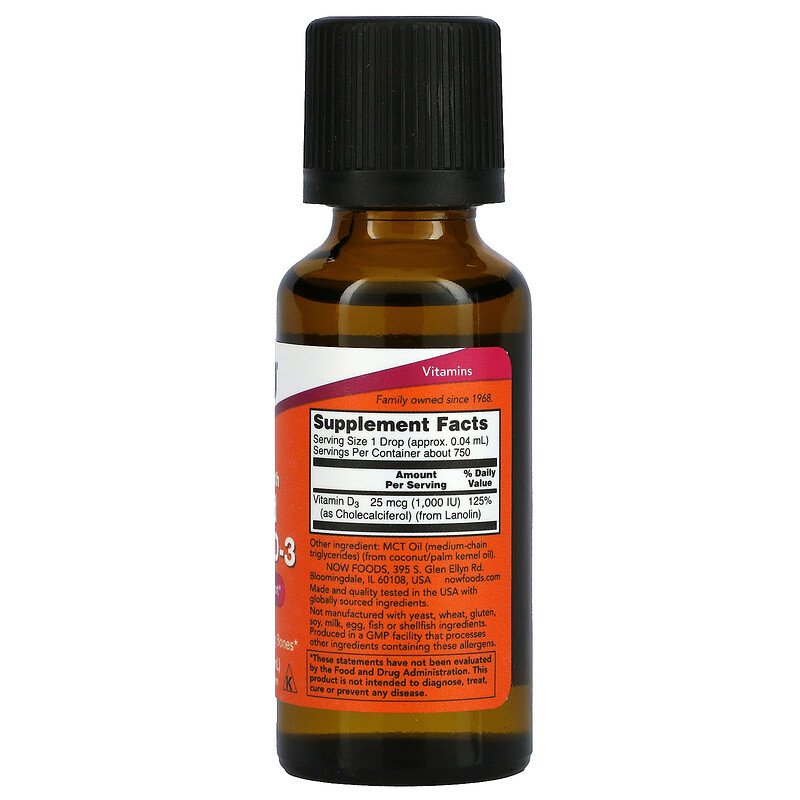 Vitamins
Family owned since 1968.
Supplement Facts
Serving Size 1 Drop (approx. 0.04 mL)
Servings Per Container about 750
Amount Per Serving % Daily Value
Vitamin D3 25 mcg (1,000 IU) 125%
(as Cholecalciferol) (from Lanolin)
Other ingredient: MCT Oil (medium-chain
triglycerides) (from coconut/palm kernel oil).
NOW FOODS, 395 S. Glen Ellyn Rd.
Bloomingdale, IL 60108, USA nowfoods.com
Made and quality tested in the USA with
globally sourced ingredients.
Not manufactured with yeast, wheat, gluten,
soy, milk, egg, fish or shellfish ingredients.
Produced in a GMP facility that processes
other ingredients containing these allergens.
*These statements have not been evaluated
by the Food and Drug Administration. This
product is not intended to diagnose, treat,
cure or prevent any disease.
D-3
Bones*
K